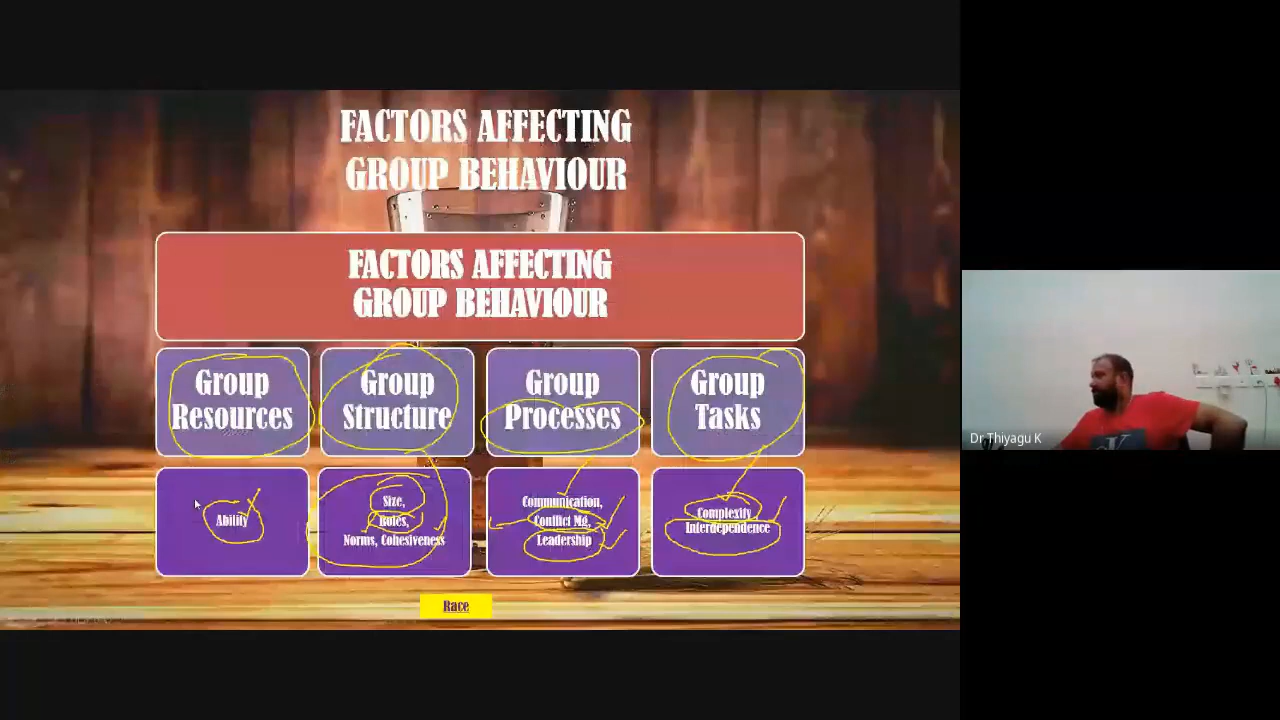 FACTORS AFFECTING
GROUP BEHAVIOUR
FACTORS AFFECTING
GROUP BEHAVIOUR
Group
Resources
Group
Structure
Group
Processes
Group
Tasks
Ability
Size,
Roles,
Norms, Cohesiveness
Communication,
Conflict Mg,
Leadership
Complexity
Interdependence
Race
Dr Thiyagu K